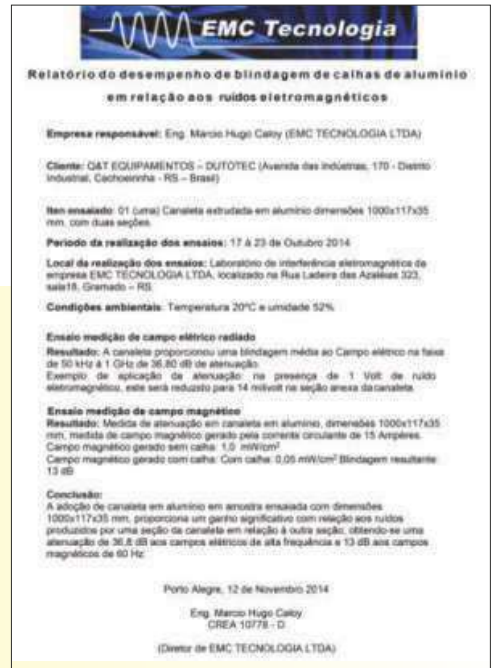 EMC Tecnologia
Relatório do desempenho de blindagem de calhas de alumínio
em relação aos ruídos eletromagnéticos
Empresa responsável: Eng. Marcio Hugo Caloy (EMC TECNOLOGIA LTDA)
Cliente: Q&T EQUIPAMENTOS – DUTOTEC (Avenida das Indústrias, 170 - Distrito
Industrial, Cachoeirinha - RS – Brasil)
Iten ensaiado: 01 (uma) Canaleta extrudada em alumínio dimensões 1000x117x35
mm, com duas seções.
Período da realização dos ensaios: 17 à 23 de Outubro 2014
Local da realização dos ensaios: Laboratório de interferência eletromagnética da
empresa EMC TECNOLOGIA LTDA, localizado na Rua Ladeira das Azaléias 323,
sala18, Gramado – RS.
Condições ambientais: Temperatura 20ºC e umidade 52%
Ensaio medição de campo elétrico radiado
Resultado: A canaleta proporcionou uma blindagem média ao Campo elétrico na faixa
de 50 kHz à 1 GHz de 36,80 dB de atenuação.
Exemplo de aplicação da atenuação: na presença de 1 Volt de ruído
eletromagnético, este será reduzido para 14 milivolt na seção anexa da canaleta.
Ensaio medição de campo magnético
Resultado: Medida de atenuação em canaleta em alumínio, dimensões 1000x117x35
mm, medida de campo magnético gerado pela corrente circulante de 15 Ampéres.
Campo magnético gerado sem calha: 1,0 mW/cm²
Campo magnético gerado com calha: Com calha: 0,05 mW/cm² Blindagem resultante:
13 dB
Conclusão:
A adoção de canaleta em alumínio em amostra ensaiada com dimensões
1000x117x35 mm, proporciona um ganho significativo com relação aos ruídos
produzidos por uma seção da canaleta em relação à outra seção, obtendo-se uma
atenuação de 36,8 dB aos campos elétricos de alta frequência e 13 dB aos campos
magnéticos de 60 Hz
Porto Alegre, 12 de Novembro 2014
Eng. Marcio Hugo Caloy
CREA 10778 - D
(Diretor de EMC TECNOLOGIA LTDA)